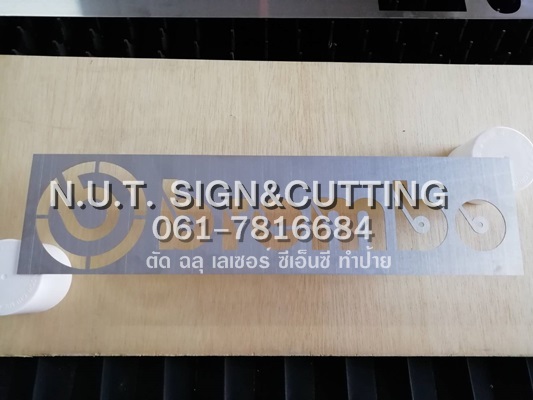 brembo
N.U.T. SIGN&CUTTING
061-7816684
ตัด ฉลุ เลเซอร์ ซีเอ็นซี ทำป้าย